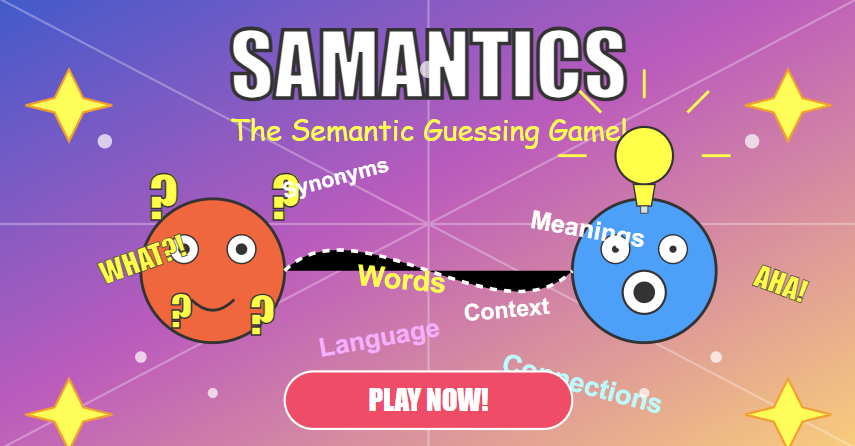 SAMANTICS
The Semantic Guessing Game!
?
?
Synonyms
WHAT?!
Meanings
Words
AHA!
?
?
Context
Language
Connections
PLAY NOW!